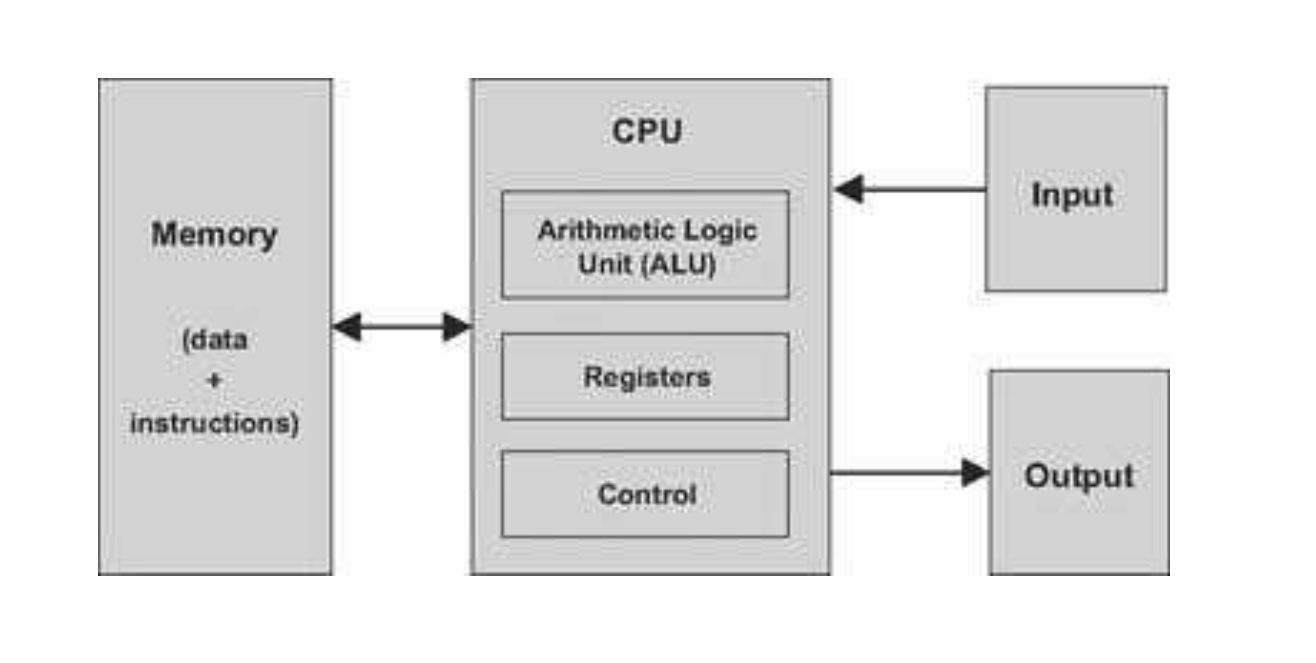 Memory
(data
+
instructions)
CPU
Arithmetic Logic
Unit (ALU)
Registers
Control
Input
Output